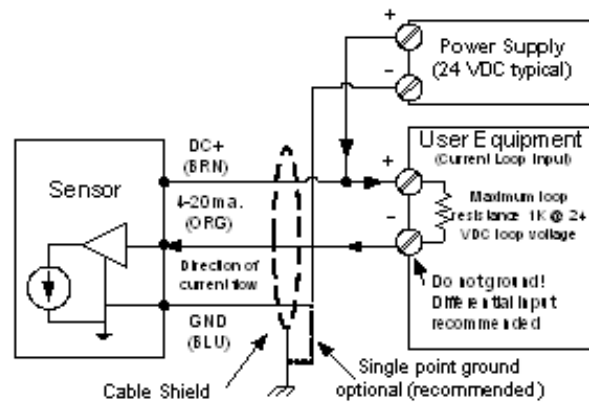 +
Power Supply
(24 VDC typical)
-
Sensor
DC+
(BRN)
4-20 ma.
(ORG)
Direction of
current flow
GND
(BLU)
Cable Shield
+
User Equipment
(Current Loop Input)
Maximum loop
resistance 1K @ 24
VDC loop voltage
-
Do not ground!
Differential input
recommended
Single point ground
optional (recommended)